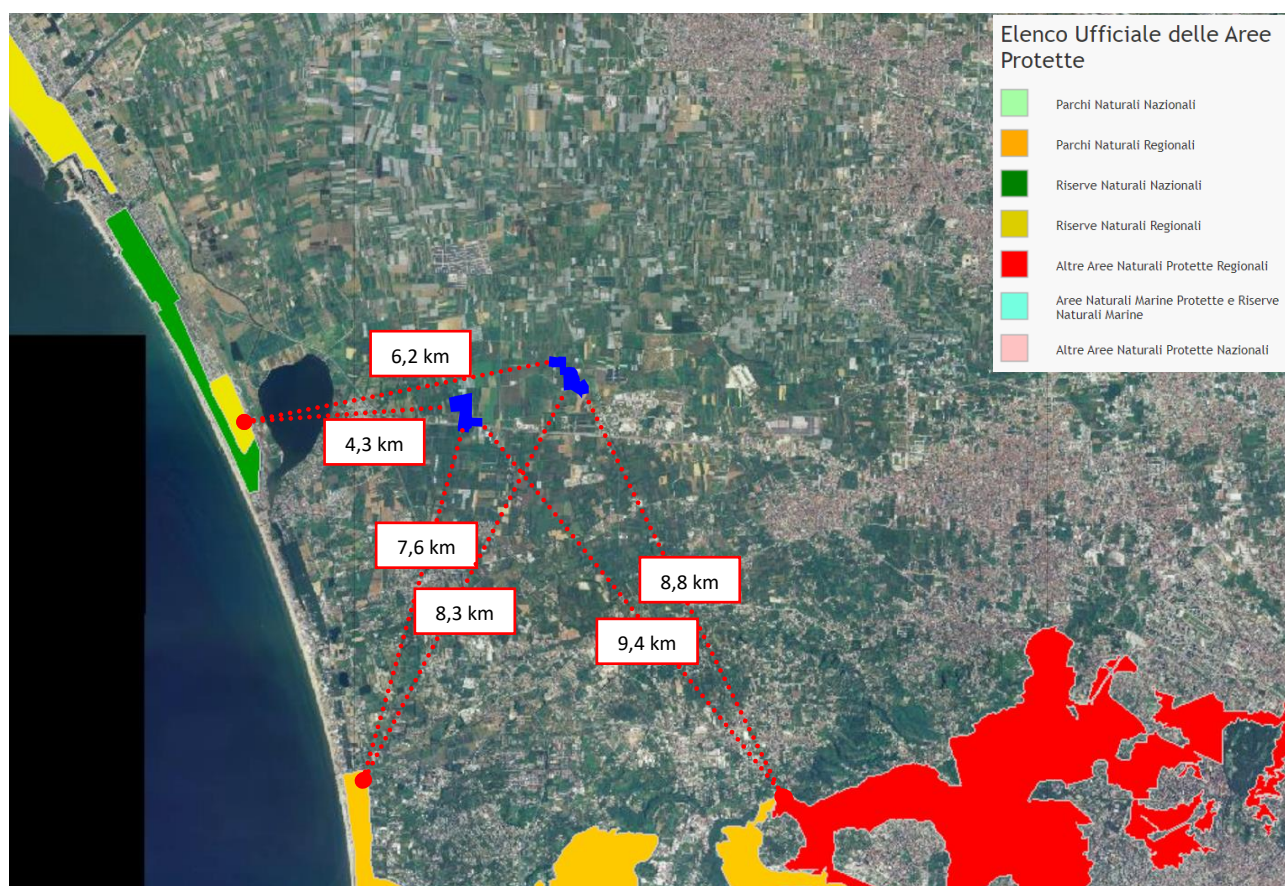 Elenco Ufficiale delle Aree
Protette
Parchi Naturali Nazionali
Parchi Naturali Regionali
Riserve Naturali Nazionali
Riserve Naturali Regionali
Altre Aree Naturali Protette Regionali
Aree Naturali Marine Protette e Riserve
Naturali Marine
Altre Aree Naturali Protette Nazionali
6,2 km
4,3 km
7,6 km
8,3 km
8,8 km
9,4 km